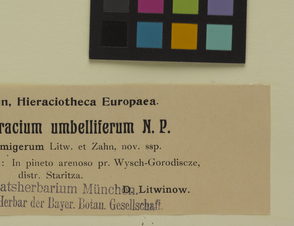 n, Hieraciotheca Europaea.
racium umbelliferum N. P.
migerum Litw. et Zahn, nov. ssp.
: In pineto arenoso pr. Wysch-Gorodiscze,
distr. Staritza.
atsherbarium München. D. Litwinow.
Herbar der Bayer. Botan. Gesellschaft.